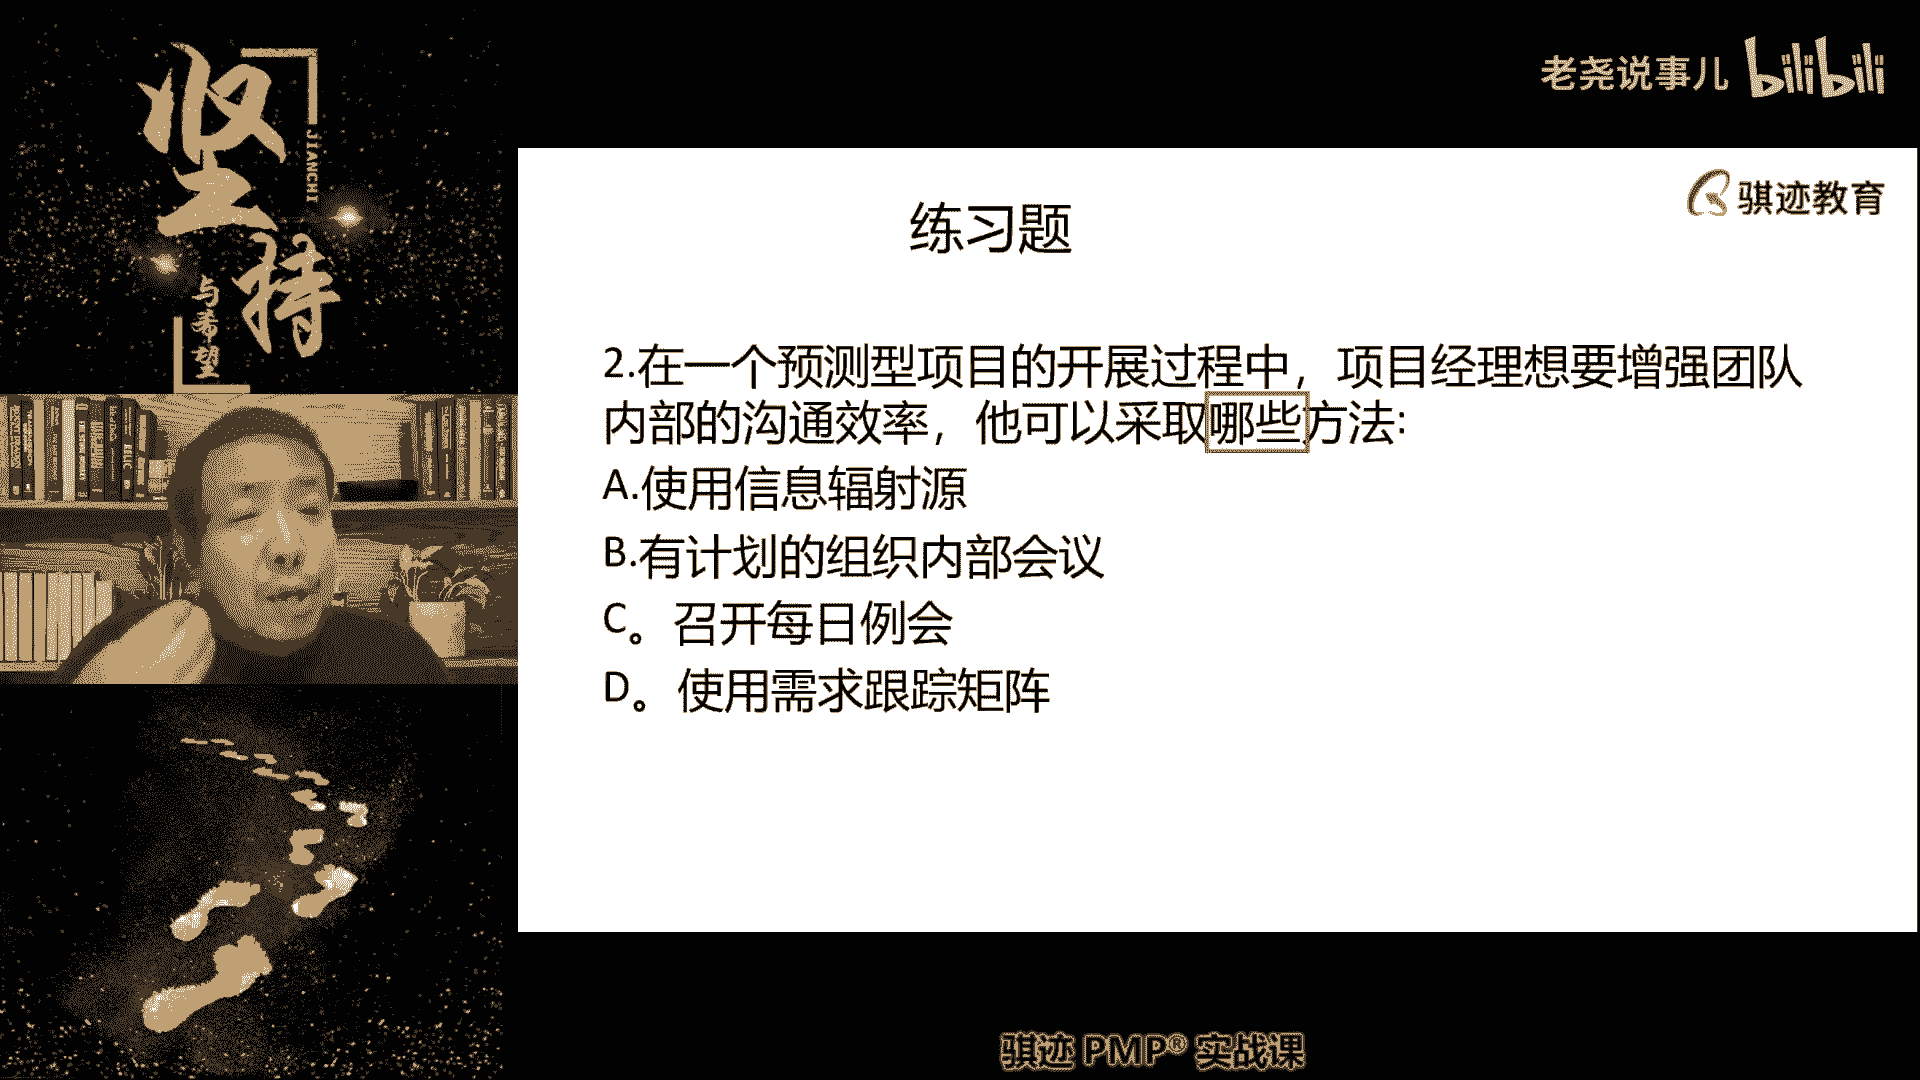 坚持
JIANCHI
与希望
老尧说事儿 bilibili
骐迹教育
练习题
2.在一个预测型项目的开展过程中，项目经理想要增强团队
内部的沟通效率，他可以采取哪些方法:
A.使用信息辐射源
B.有计划的组织内部会议
C。召开每日例会
D。使用需求跟踪矩阵
骐迹 PMP® 实战课